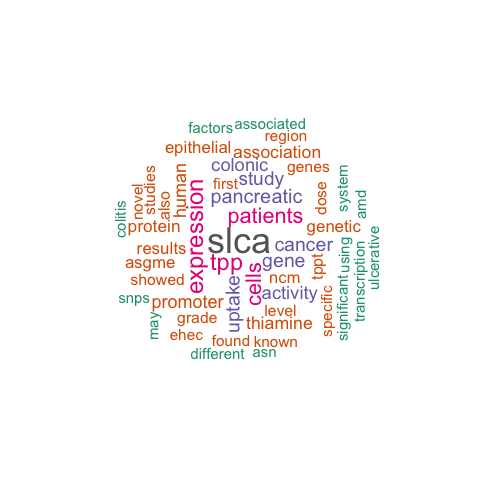 factors
associated
region
epithelial
association
colonic
genes
first
study
human
also
studies
novel
colitis
pancreatic
dose
system
amd
protein
expression
patients
genetic
slca
results
cancer
asgme
tpp
gene
tppt
using
transcription
ulcerative
showed
cells
ncm
snps
promoter
uptake
activity
specific
significant
may
grade
level
thiamine
ehec
found
known
different
asn